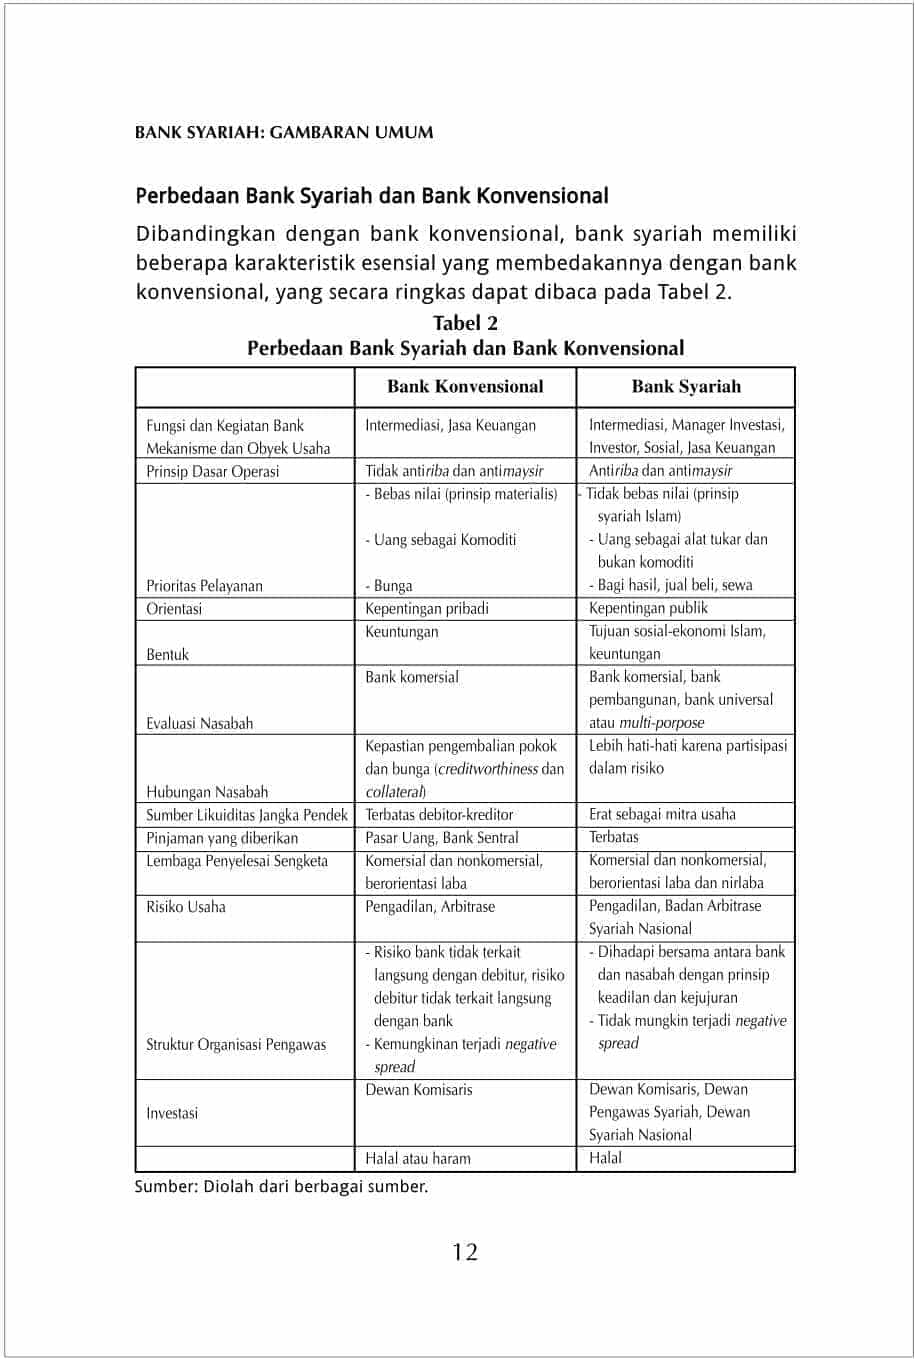 BANK SYARIAH: GAMBARAN UMUM
Perbedaan Bank Syariah dan Bank Konvensional
Dibandingkan dengan bank konvensional, bank syariah memiliki
beberapa karakteristik esensial yang membedakannya dengan bank
konvensional, yang secara ringkas dapat dibaca pada Tabel 2.
Tabel 2
Perbedaan Bank Syariah dan Bank Konvensional
Bank Konvensional Bank Syariah
Fungsi dan Kegiatan Bank Intermediasi, Jasa Keuangan Intermediasi, Manager Investasi,
Mekanisme dan Obyek Usaha Investor, Sosial, Jasa Keuangan
Prinsip Dasar Operasi Tidak antiriba dan antimaysir Antiriba dan antimaysir
- Bebas nilai (prinsip materialis) - Tidak bebas nilai (prinsip
syariah Islam)
- Uang sebagai Komoditi - Uang sebagai alat tukar dan
bukan komoditi
Prioritas Pelayanan - Bunga - Bagi hasil, jual beli, sewa
Orientasi Kepentingan pribadi Kepentingan publik
Keuntungan Tujuan sosial-ekonomi Islam,
Bentuk keuntungan
Bank komersial Bank komersial, bank
pembangunan, bank universal
Evaluasi Nasabah atau multi-porpose
Kepastian pengembalian pokok Lebih hati-hati karena partisipasi
dan bunga (creditworthiness dan dalam risiko
Hubungan Nasabah collateral)
Sumber Likuiditas Jangka Pendek Terbatas debitor-kreditor Erat sebagai mitra usaha
Pinjaman yang diberikan Pasar Uang, Bank Sentral Terbatas
Lembaga Penyelesai Sengketa Komersial dan nonkomersial, Komersial dan nonkomersial,
berorientasi laba berorientasi laba dan nirlaba
Risiko Usaha Pengadilan, Arbitrase Pengadilan, Badan Arbitrase
Syariah Nasional
- Risiko bank tidak terkait - Dihadapi bersama antara bank
langsung dengan debitur, risiko dan nasabah dengan prinsip
debitur tidak terkait langsung keadilan dan kejujuran
dengan bank - Tidak mungkin terjadi negative
Struktur Organisasi Pengawas - Kemungkinan terjadi negative spread
spread
Dewan Komisaris Dewan Komisaris, Dewan
Investasi Pengawas Syariah, Dewan
Syariah Nasional
Halal atau haram Halal
Sumber: Diolah dari berbagai sumber.
12